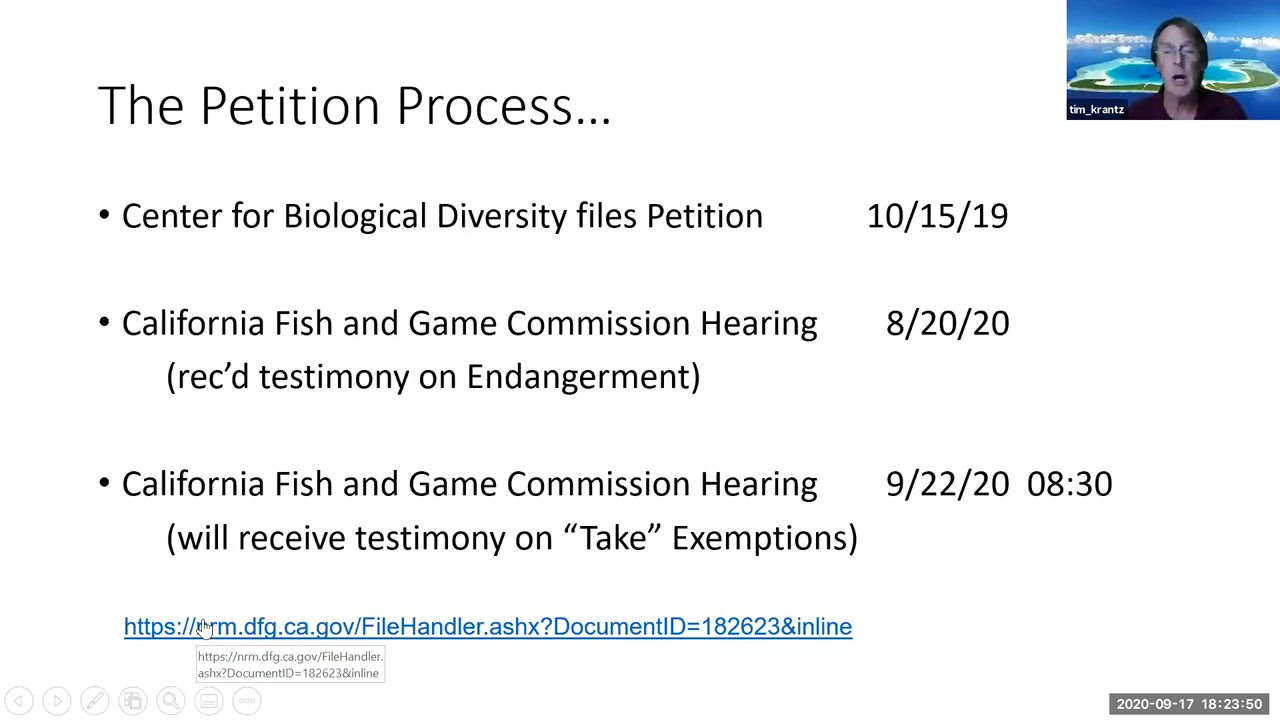 The Petition Process...
tim_krantz
• Center for Biological Diversity files Petition 10/15/19
• California Fish and Game Commission Hearing 8/20/20
(rec’d testimony on Endangerment)
• California Fish and Game Commission Hearing 9/22/20 08:30
(will receive testimony on “Take” Exemptions)
https://nrm.dfg.ca.gov/FileHandler.ashx?DocumentID=182623&inline
https://nrm.dfg.ca.gov/FileHandler.
ashx?DocumentID=182623&inline
2020-09-17 18:23:50